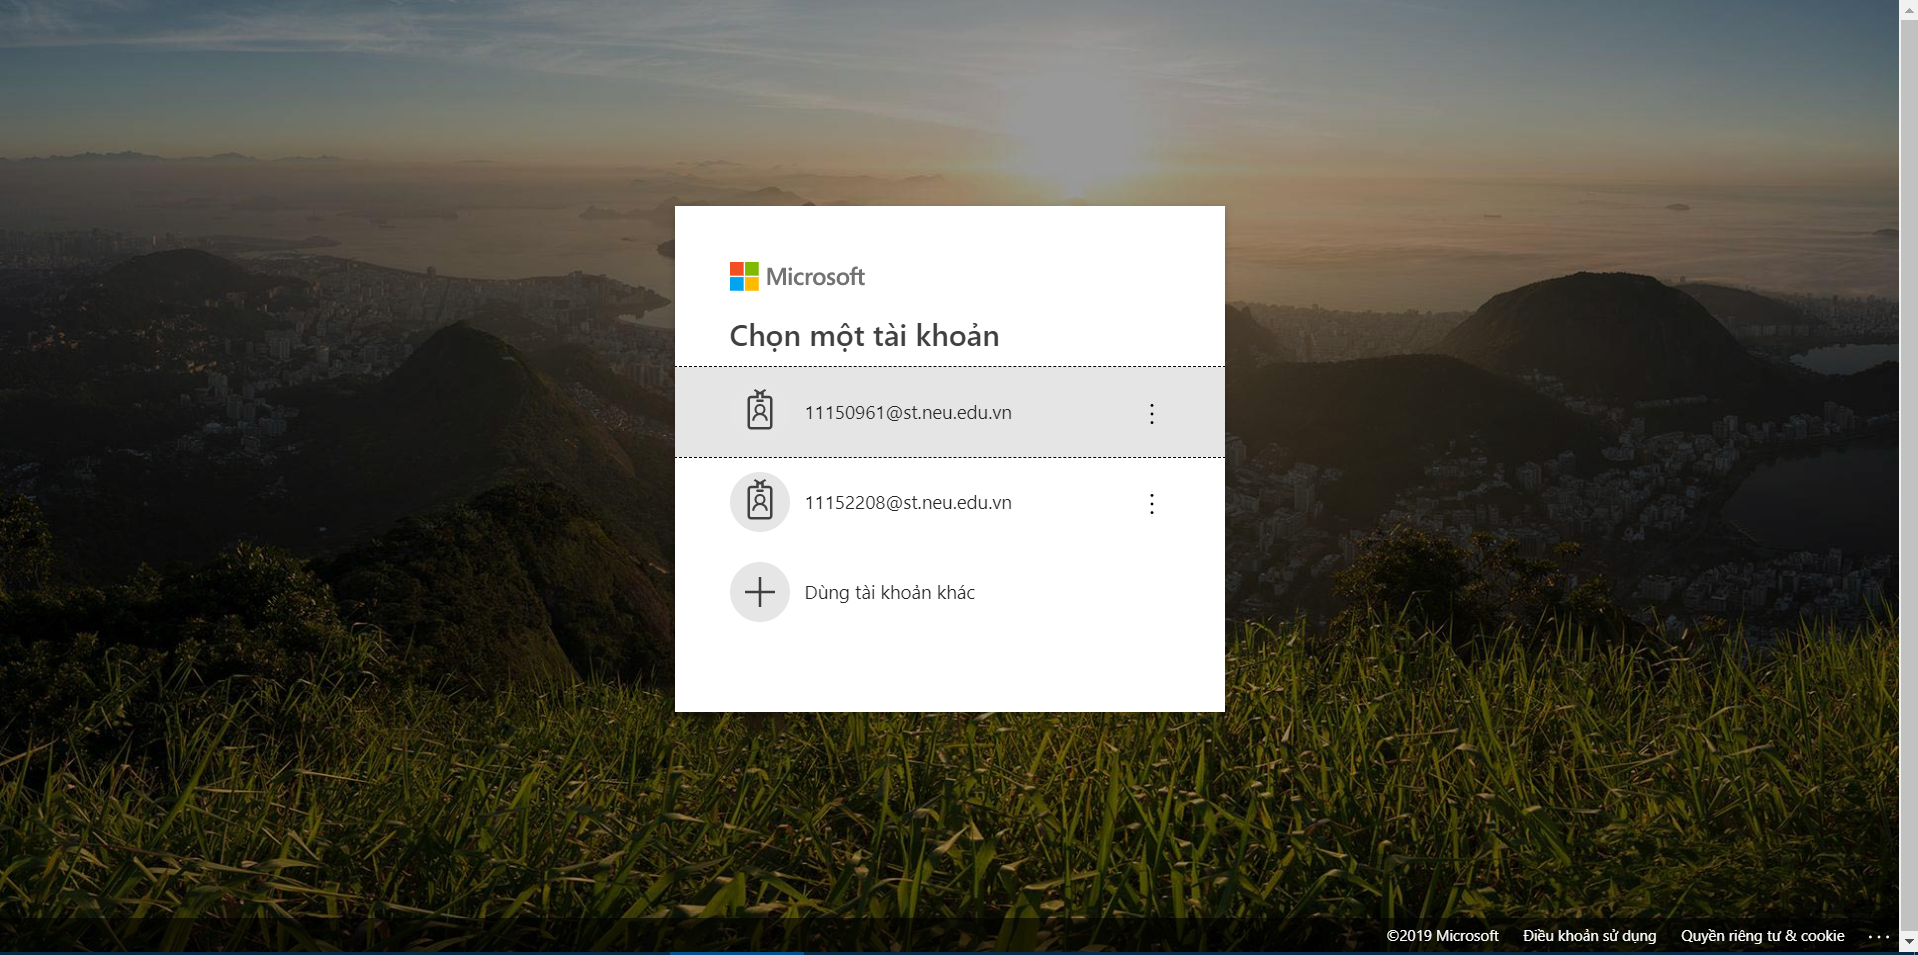 Microsoft
Chọn một tài khoản
11150961@st.neu.edu.vn
11152208@st.neu.edu.vn
Dùng tài khoản khác
©2019 Microsoft Điều khoản sử dụng Quyền riêng tư & cookie ...